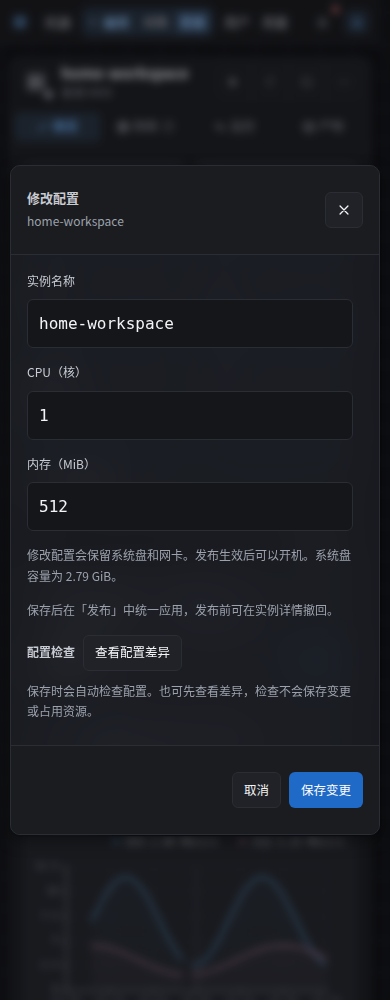 home-workspace
修改配置
home-workspace
实例名称
home-workspace
CPU（核）
1
内存（MiB）
512
修改配置会保留系统盘和网卡。发布生效后可以开机。系统盘
容量为 2.79 GiB。
保存后在「发布」中统一应用，发布前可在实例详情撤回。
配置检查 查看配置差异
保存时会自动检查配置。也可先查看差异，检查不会保存变更
或占用资源。
取消 保存变更